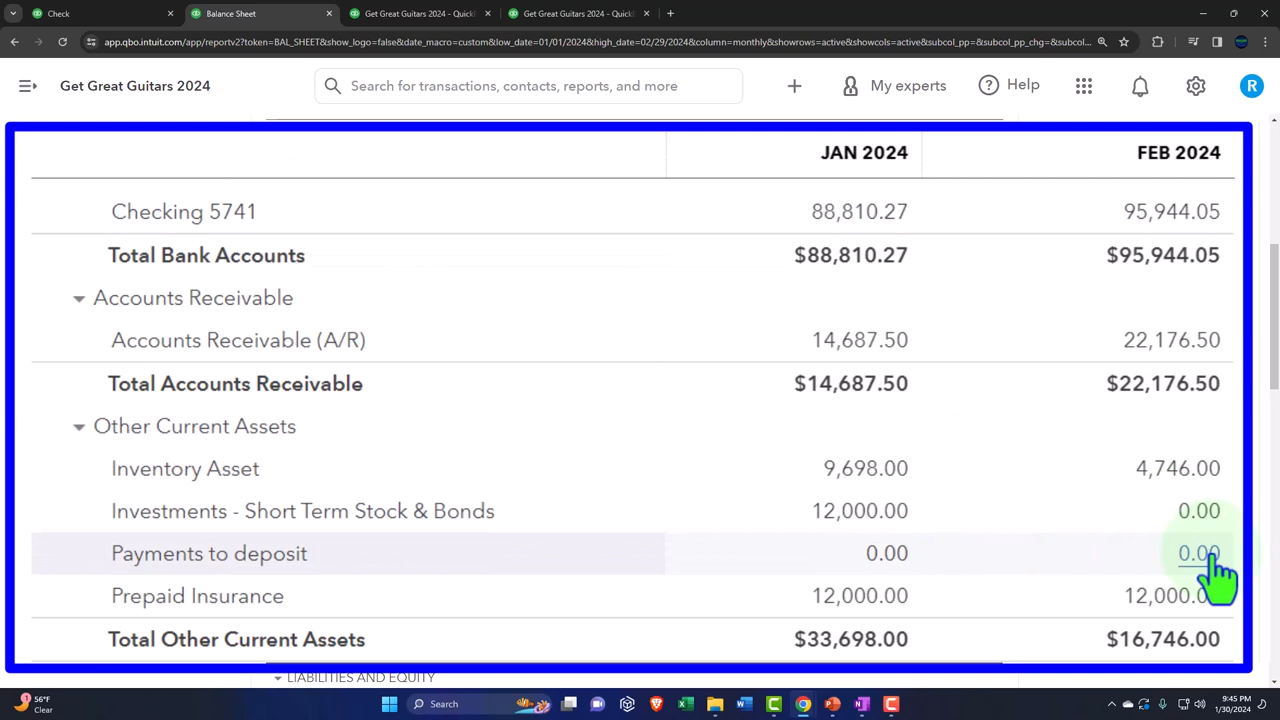 Check
Balance Sheet
Get Great Guitars 2024 - Quick
Get Great Guitars 2024 - Quick
qbo.intuit.com/app/reportv2?token=BAL_SHEET&show_logo=false&date_macro=custom&low_date=01/01/2024&high_date=02/29/2024&column=monthly&showrows=active&showcols=active&subcol_pp=&subcol_pp_chg=&subcol_
Get Great Guitars 2024
Search for transactions, contacts, reports, and more
My experts
Help
R
JAN 2024 FEB 2024
Checking 5741 88,810.27 95,944.05
Total Bank Accounts $88,810.27 $95,944.05
Accounts Receivable
Accounts Receivable (A/R) 14,687.50 22,176.50
Total Accounts Receivable $14,687.50 $22,176.50
Other Current Assets
Inventory Asset 9,698.00 4,746.00
Investments - Short Term Stock & Bonds 12,000.00 0.00
Payments to deposit 0.00 0.00
Prepaid Insurance 12,000.00 12,000.
Total Other Current Assets $33,698.00 $16,746.00
LIABILITIES AND EQUITY
56°F
Clear
Search
9:45 PM
1/30/2024